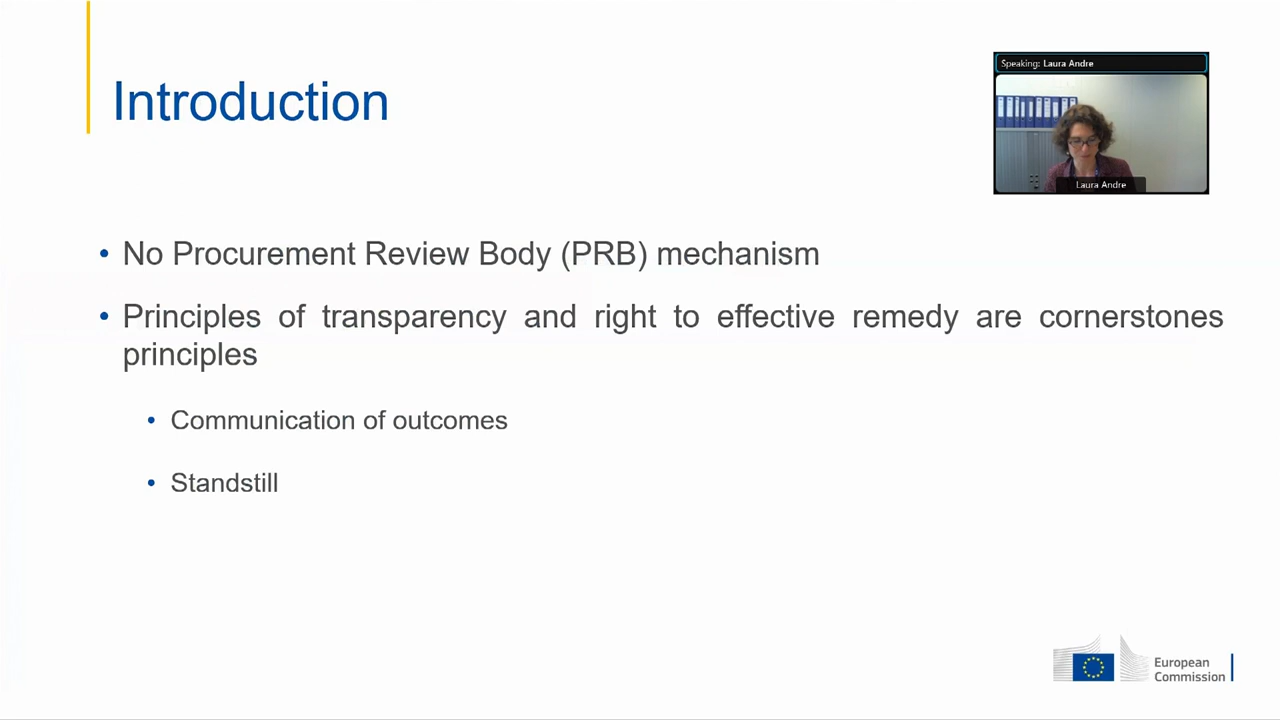 Introduction
Speaking: Laura Andre
Laura Andre
• No Procurement Review Body (PRB) mechanism
• Principles of transparency and right to effective remedy are cornerstones
principles
• Communication of outcomes
• Standstill
European
Commission